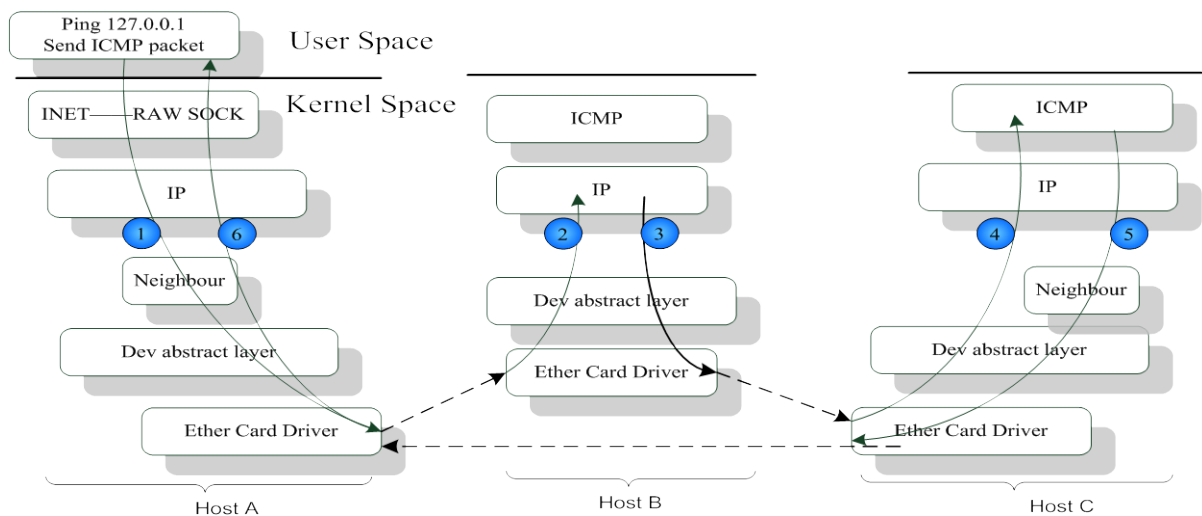 Ping 127.0.0.1
Send ICMP packet
User Space
Kernel Space
INET——RAW SOCK
IP
1
6
Neighbour
Dev abstract layer
Ether Card Driver
Host A
ICMP
IP
2
3
Dev abstract layer
Ether Card Driver
Host B
ICMP
IP
4
5
Neighbour
Dev abstract layer
Ether Card Driver
Host C